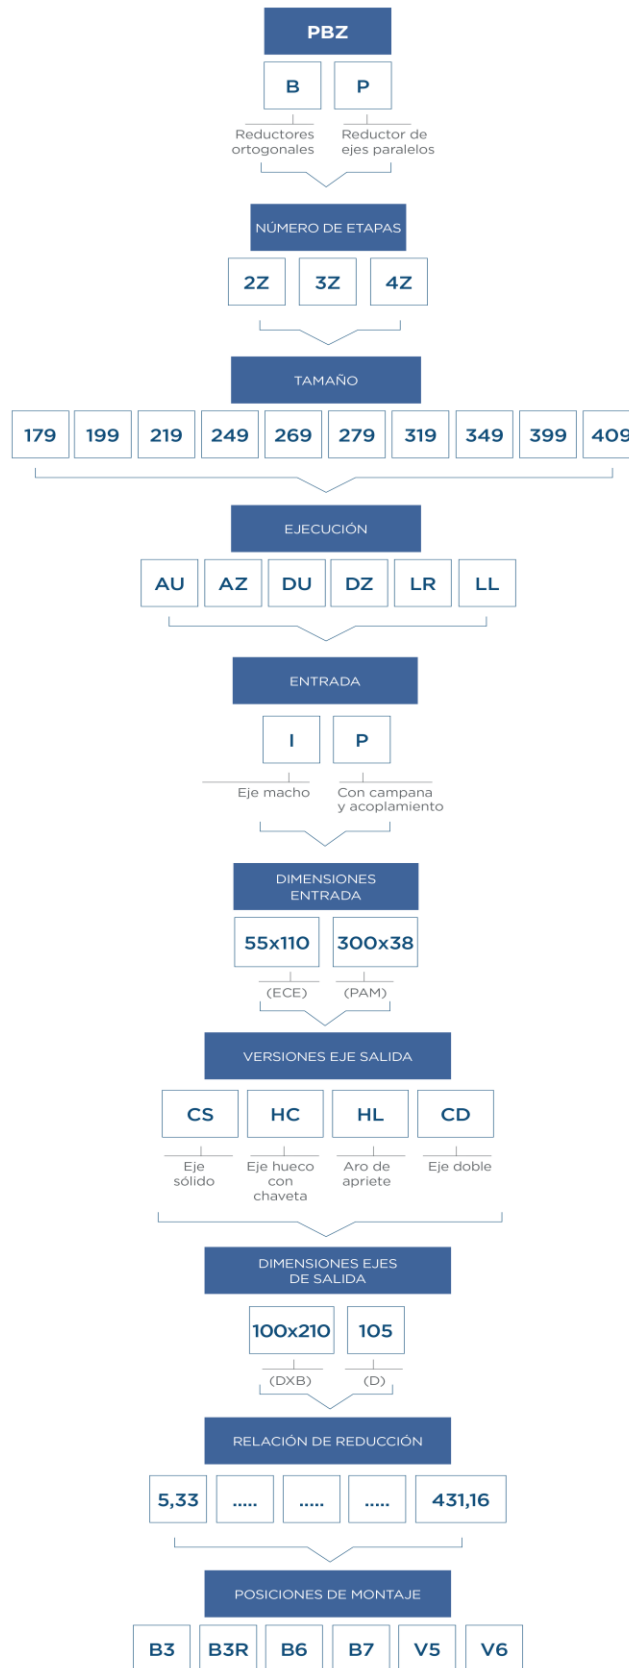 PBZ
B P
Reductores Reductor de
ortogonales ejes paralelos
NÚMERO DE ETAPAS
2Z 3Z 4Z
TAMAÑO
179 199 219 249 269 279 319 349 399 409
EJECUCIÓN
AU AZ DU DZ LR LL
ENTRADA
I P
Eje macho Con campana
y acoplamiento
DIMENSIONES
ENTRADA
55x110 300x38
(ECE) (PAM)
VERSIONES EJE SALIDA
CS HC HL CD
Eje Eje hueco Aro de Eje doble
sólido con apriete
chaveta
DIMENSIONES EJES
DE SALIDA
100x210 105
(DXB) (D)
RELACIÓN DE REDUCCIÓN
5,33 ..... ..... ..... 431,16
POSICIONES DE MONTAJE
B3 B3R B6 B7 V5 V6